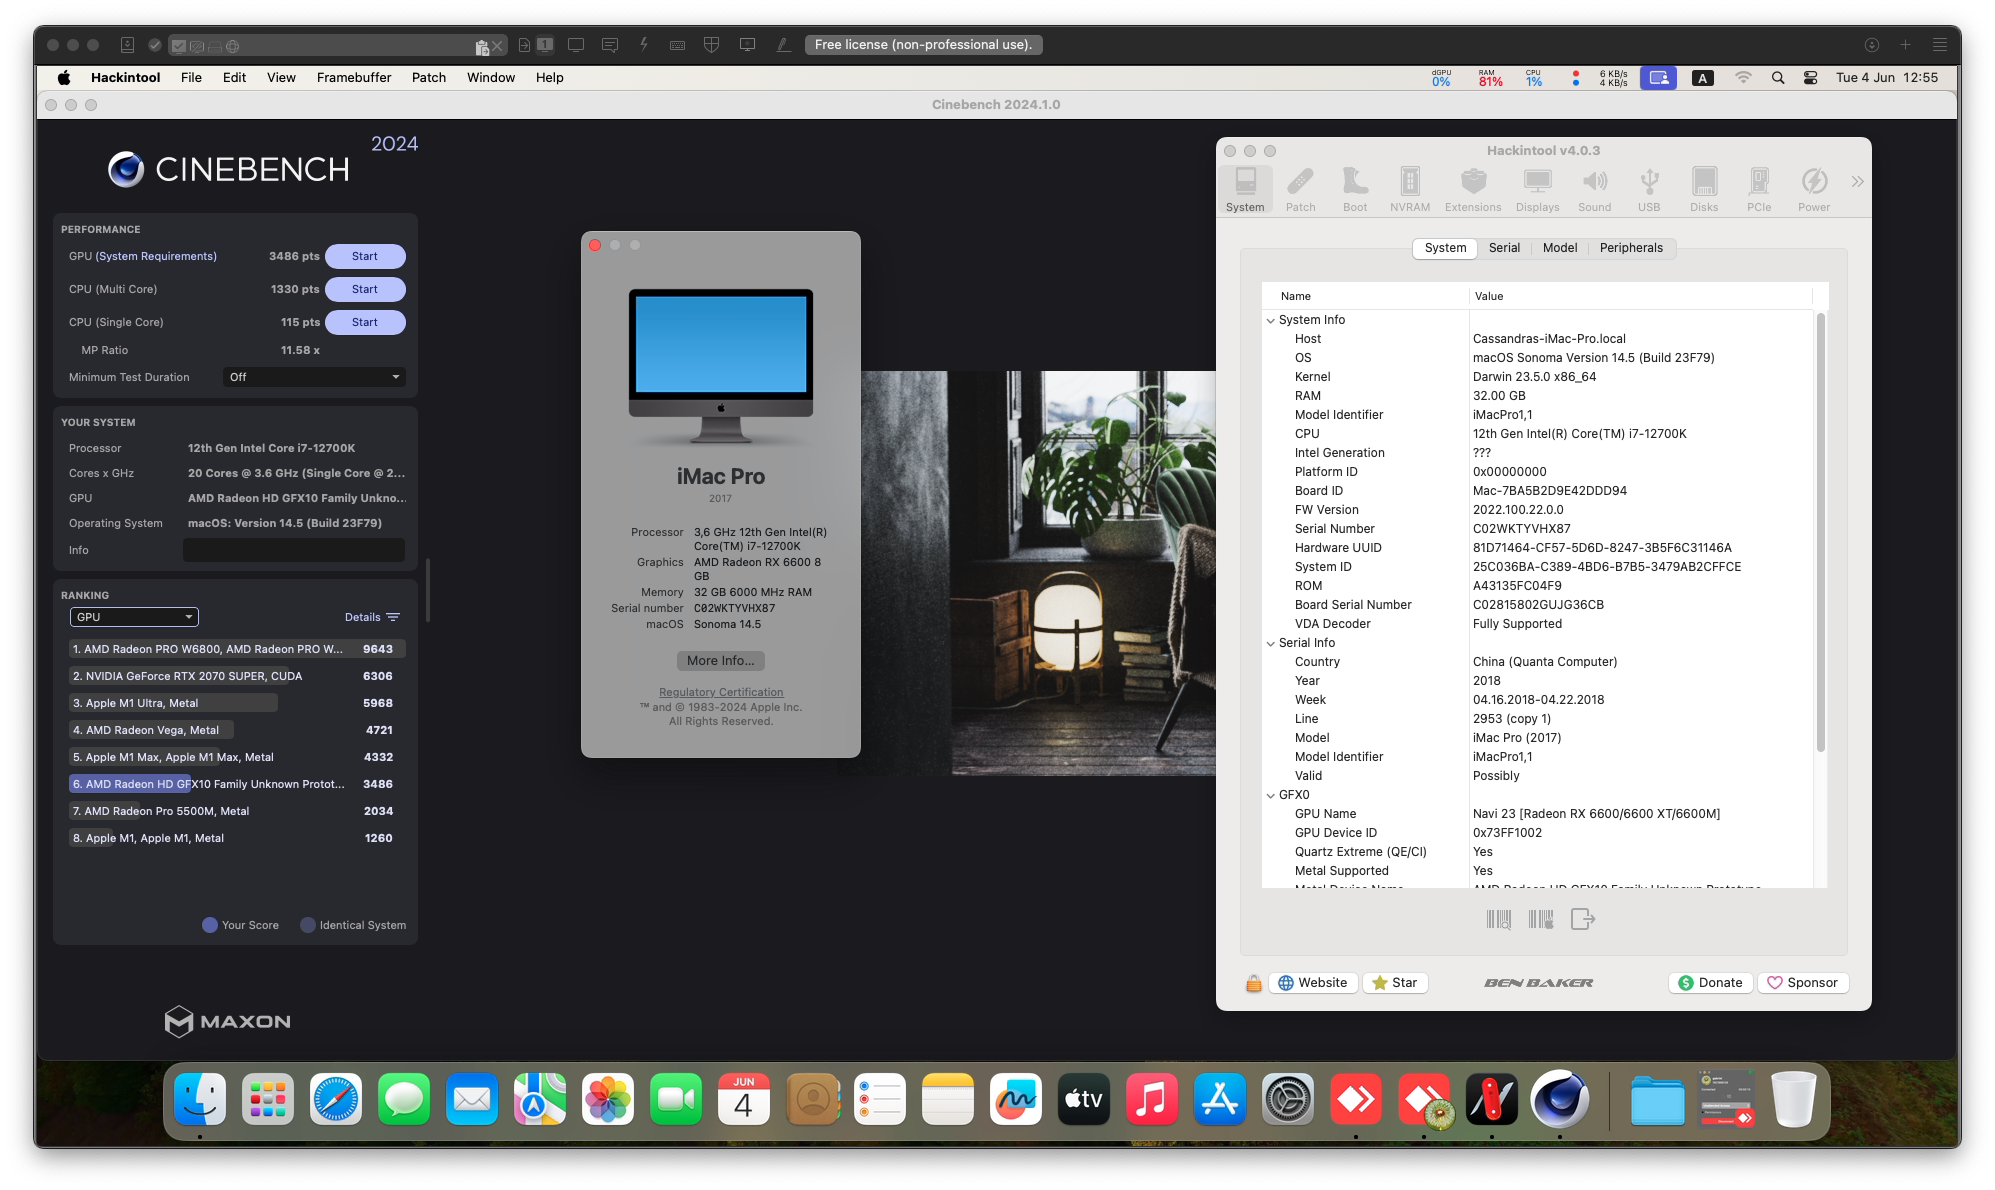 1
Free license (non-professional use).
Hackintool File Edit View Framebuffer Patch Window Help
dGPU 0% RAM 81% CPU 1% 6 KB/s 4 KB/s A Tue 4 Jun 12:55
Cinebench 2024.1.0
CINEBENCH 2024
PERFORMANCE
GPU (System Requirements) 3486 pts Start
CPU (Multi Core) 1330 pts Start
CPU (Single Core) 115 pts Start
MP Ratio 11.58 x
Minimum Test Duration Off
YOUR SYSTEM
Processor 12th Gen Intel Core i7-12700K
Cores x GHz 20 Cores @ 3.6 GHz (Single Core @ 2...
GPU AMD Radeon HD GFX10 Family Unkno...
Operating System macOS: Version 14.5 (Build 23F79)
Info
RANKING
GPU Details
1. AMD Radeon PRO W6800, AMD Radeon PRO W... 9643
2. NVIDIA GeForce RTX 2070 SUPER, CUDA 6306
3. Apple M1 Ultra, Metal 5968
4. AMD Radeon Vega, Metal 4721
5. Apple M1 Max, Apple M1 Max, Metal 4332
6. AMD Radeon HD GFX10 Family Unknown Protot... 3486
7. AMD Radeon Pro 5500M, Metal 2034
8. Apple M1, Apple M1, Metal 1260
Your Score Identical System
MAXON
iMac Pro
2017
Processor 3,6 GHz 12th Gen Intel(R)
Core(TM) i7-12700K
Graphics AMD Radeon RX 6600 8
GB
Memory 32 GB 6000 MHz RAM
Serial number C02WKTYVHX87
macOS Sonoma 14.5
More Info...
Regulatory Certification
™ and © 1983-2024 Apple Inc.
All Rights Reserved.
Hackintool v4.0.3
System Patch Boot NVRAM Extensions Displays Sound USB Disks PCIe Power
System Serial Model Peripherals
Name Value
System Info
Host Cassandras-iMac-Pro.local
OS macOS Sonoma Version 14.5 (Build 23F79)
Kernel Darwin 23.5.0 x86_64
RAM 32.00 GB
Model Identifier iMacPro1,1
CPU 12th Gen Intel(R) Core(TM) i7-12700K
Intel Generation ???
Platform ID 0x00000000
Board ID Mac-7BA5B2D9E42DDD94
FW Version 2022.100.22.0.0
Serial Number C02WKTYVHX87
Hardware UUID 81D71464-CF57-5D6D-8247-3B5F6C31146A
System ID 25C036BA-C389-4BD6-B7B5-3479AB2CFFCE
ROM A43135FC04F9
Board Serial Number C02815802GUJG36CB
VDA Decoder Fully Supported
Serial Info
Country China (Quanta Computer)
Year 2018
Week 04.16.2018-04.22.2018
Line 2953 (copy 1)
Model iMac Pro (2017)
Model Identifier iMacPro1,1
Valid Possibly
GFX0
GPU Name Navi 23 [Radeon RX 6600/6600 XT/6600M]
GPU Device ID 0x73FF1002
Quartz Extreme (QE/CI) Yes
Metal Supported Yes
Metal Device Name AMD Radeon HD GFX10 Family Unknown Prototype
Website Star BEN BAKER Donate Sponsor
JUN
4
tv